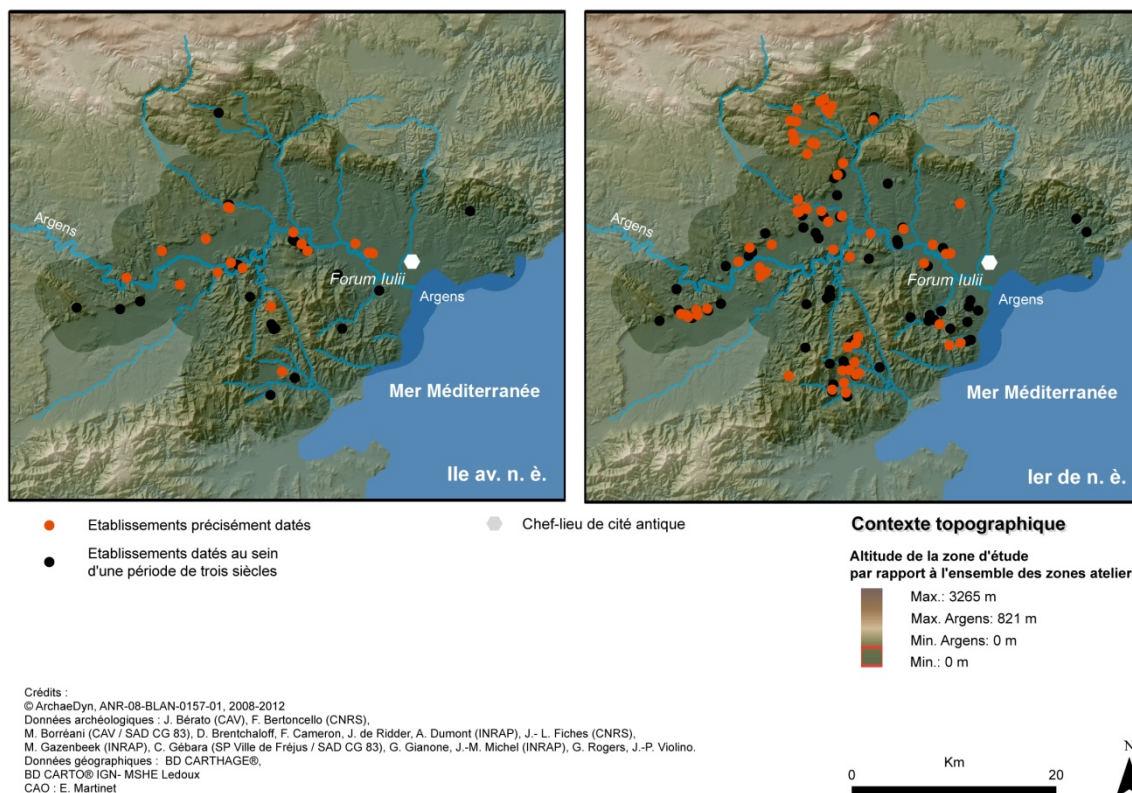 Argens
Forum Iulii
Argens
Mer Méditerranée
IIe av. n. è.
Argens
Forum Iulii
Argens
Mer Méditerranée
Ier de n. è.
Etablissements précisément datés
Etablissements datés au sein
d'une période de trois siècles
Chef-lieu de cité antique
Contexte topographique
Altitude de la zone d'étude
par rapport à l'ensemble des zones atelier
Max.: 3265 m
Max. Argens: 821 m
Min. Argens: 0 m
Min.: 0 m
Crédits :
© ArchaeDyn, ANR-08-BLAN-0157-01, 2008-2012
Données archéologiques : J. Bérato (CAV), F. Bertoncello (CNRS),
M. Borréani (CAV / SAD CG 83), D. Brentchaloff, F. Cameron, J. de Ridder, A. Dumont (INRAP), J.- L. Fiches (CNRS),
M. Gazenbeek (INRAP), C. Gébara (SP Ville de Fréjus / SAD CG 83), G. Gianone, J.-M. Michel (INRAP), G. Rogers, J.-P. Violino.
Données géographiques : BD CARTHAGE®,
BD CARTO® IGN- MSHE Ledoux
CAO : E. Martinet
Km
0 20
N